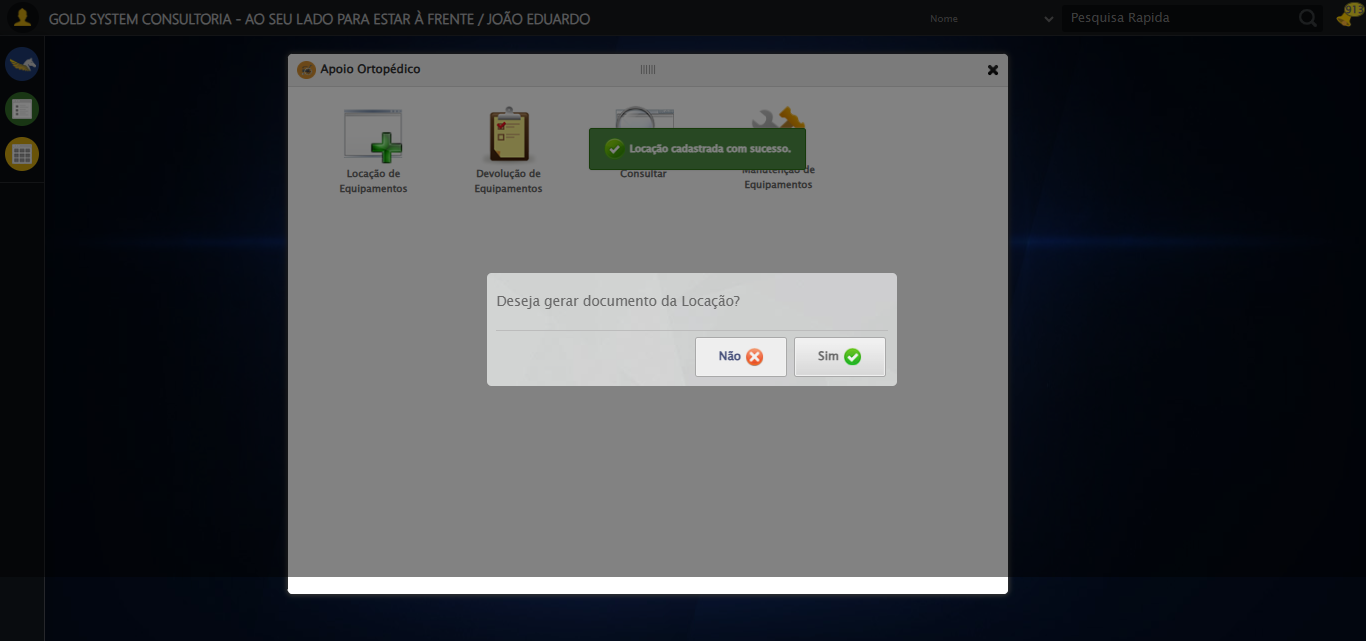 GOLD SYSTEM CONSULTORIA - AO SEU LADO PARA ESTAR À FRENTE / JOÃO EDUARDO
Nome
Pesquisa Rapida
913
Apoio Ortopédico
Locação de
Equipamentos
Devolução de
Equipamentos
Consultar
Manutenção de
Equipamentos
Locação cadastrada com sucesso.
Deseja gerar documento da Locação?
Não
Sim